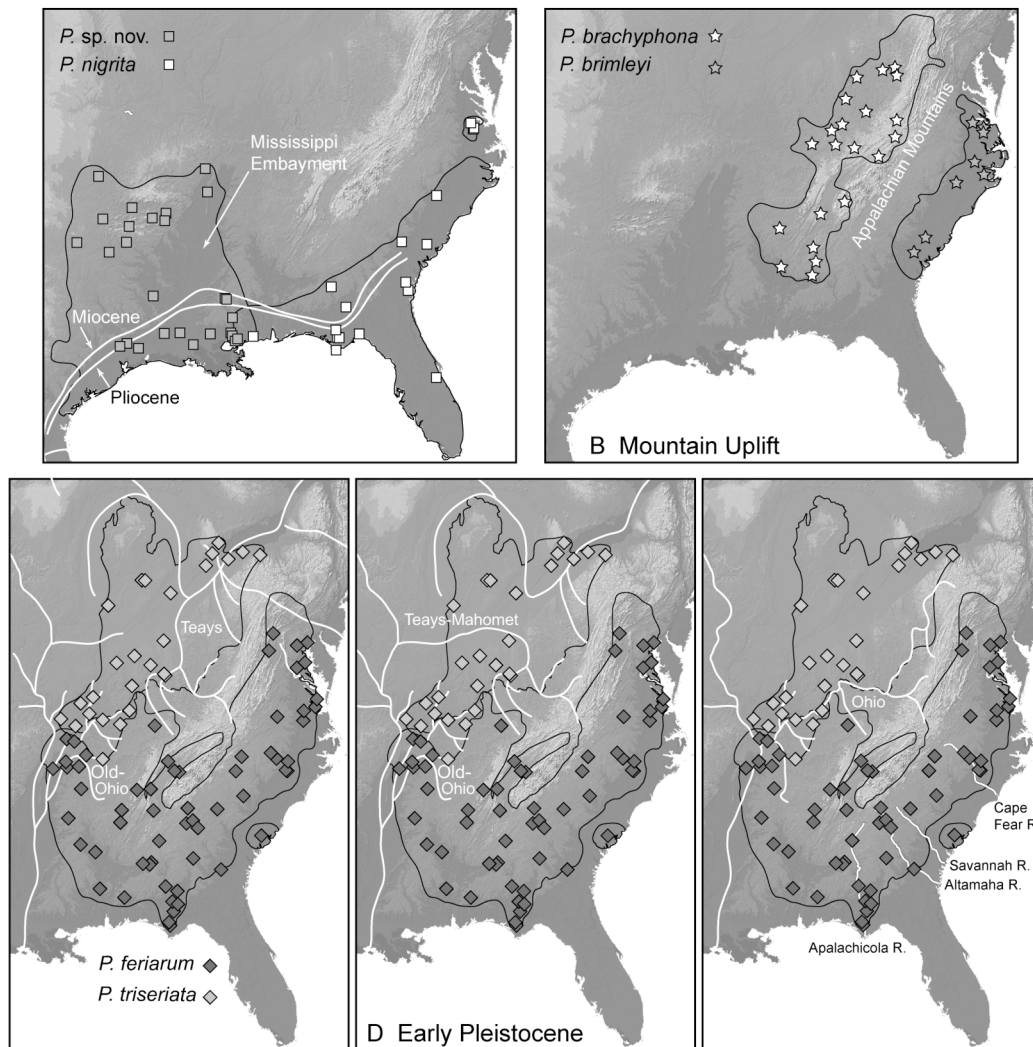 P. sp. nov.
P. nigrita
Mississippi
Embayment
Miocene
Pliocene
P. brachyphona
P. brimleyi
Appalachian Mountains
B Mountain Uplift
Teays
Old-
Ohio
P. feriarum
P. triseriata
Teays-Mahomet
Old-
Ohio
D Early Pleistocene
Ohio
Cape
Fear R
Savannah R.
Altamaha R.
Apalachicola R.